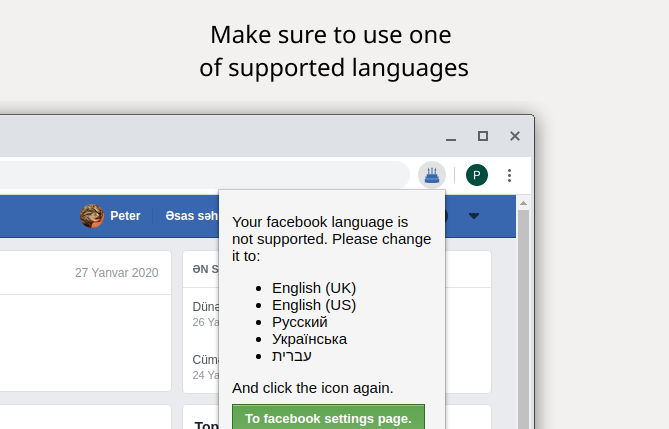 Make sure to use one
of supported languages
P
Peter
Əsas səh
Your facebook language is
not supported. Please change
it to:
English (UK)
English (US)
Русский
Українська
עברית
And click the icon again.
To facebook settings page.
27 Yanvar 2020
ƏN S
Dünə
26 Ya
Cüm
24 Ya
Top